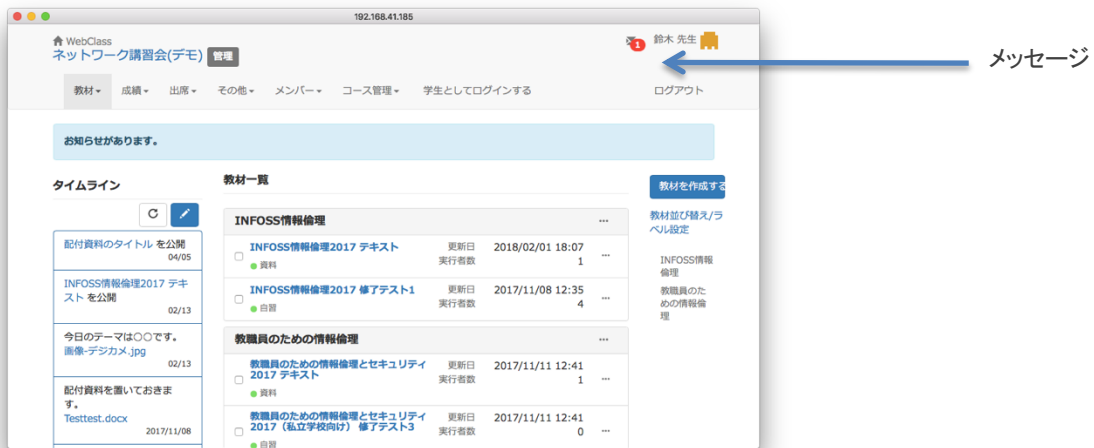 192.168.41.185
WebClass
ネットワーク講習会(デモ) 管理
1
鈴木 先生
メッセージ
教材 成績 出席 その他 メンバー コース管理 学生としてログインする ログアウト
お知らせがあります。
タイムライン
配付資料のタイトル を公開
04/05
INFOSS情報倫理2017 テキ
スト を公開
02/13
今日のテーマは○○です。
画像-デジカメ.jpg
02/13
配付資料を置いておきま
す。
Testtest.docx
2017/11/08
教材一覧
INFOSS情報倫理
INFOSS情報倫理2017 テキスト
資料
更新日 2018/02/01 18:07
実行者数 1
INFOSS情報倫理2017 修了テスト1
自習
更新日 2017/11/08 12:35
実行者数 4
教職員のための情報倫理
教職員のための情報倫理とセキュリティ
2017 テキスト
資料
更新日 2017/11/11 12:41
実行者数 1
教職員のための情報倫理とセキュリティ
2017（私立学校向け） 修了テスト3
自習
更新日 2017/11/11 12:41
実行者数 0
教材を作成する
教材並び替え/ラ
ベル設定
INFOSS情報
倫理
教職員のた
めの情報倫
理